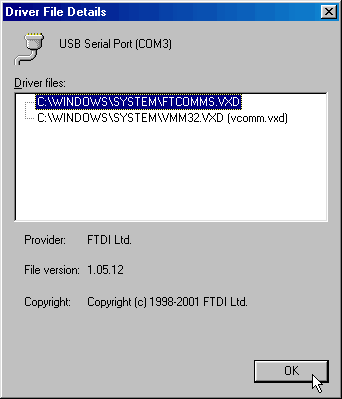 Driver File Details
USB Serial Port (COM3)
Driver files:
C:\WINDOWS\SYSTEM\FTCOMMS.VXD
C:\WINDOWS\SYSTEM\VMM32.VXD (vcomm.vxd)
Provider: FTDI Ltd.
File version: 1.05.12
Copyright: Copyright (c) 1998-2001 FTDI Ltd.
OK